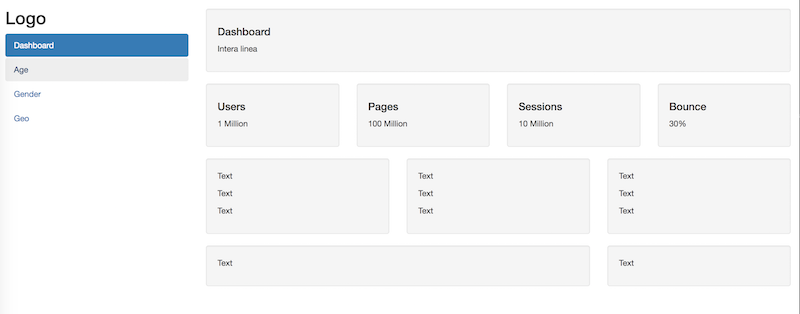 Logo
Dashboard
Age
Gender
Geo
Dashboard
Intera linea
Users
1 Million
Pages
100 Million
Sessions
10 Million
Bounce
30%
Text
Text
Text
Text
Text
Text
Text
Text
Text
Text
Text